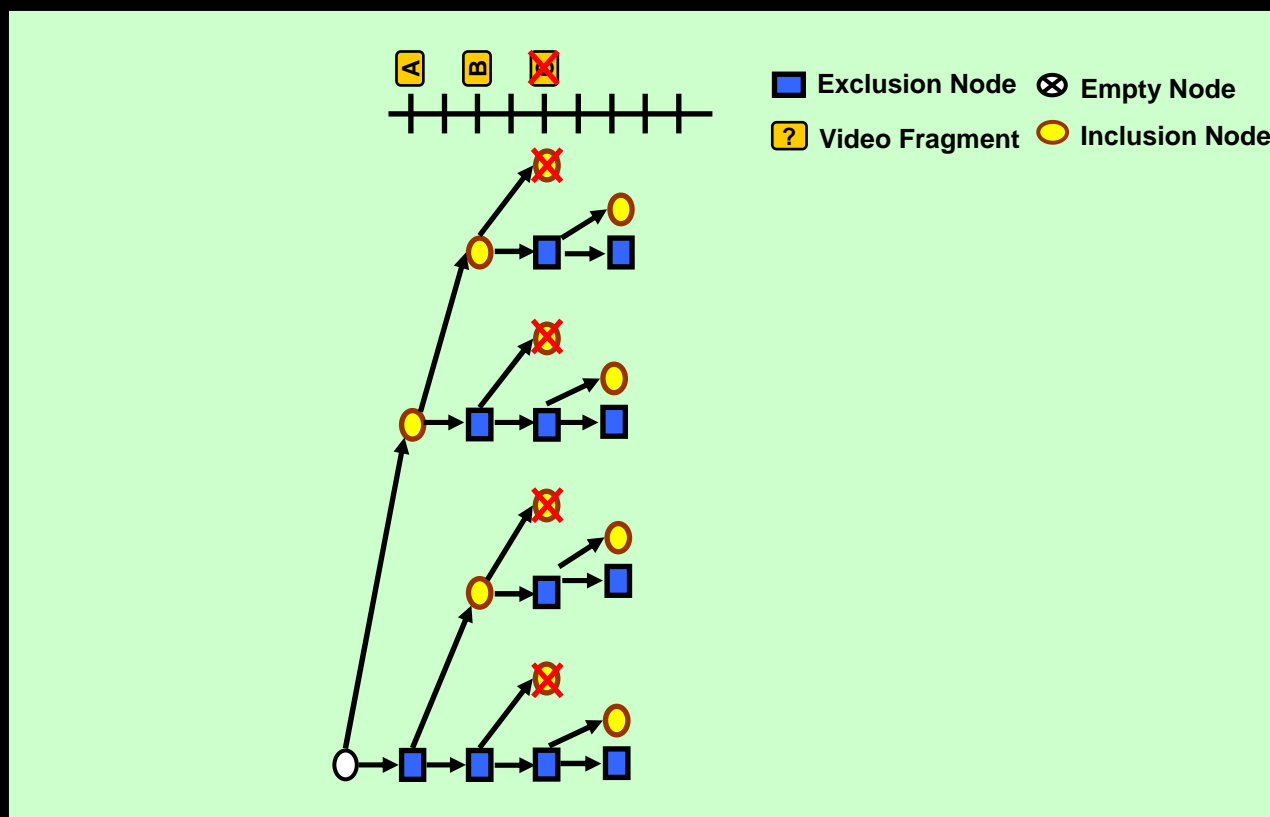 A B
Exclusion Node
Empty Node
? Video Fragment
Inclusion Node